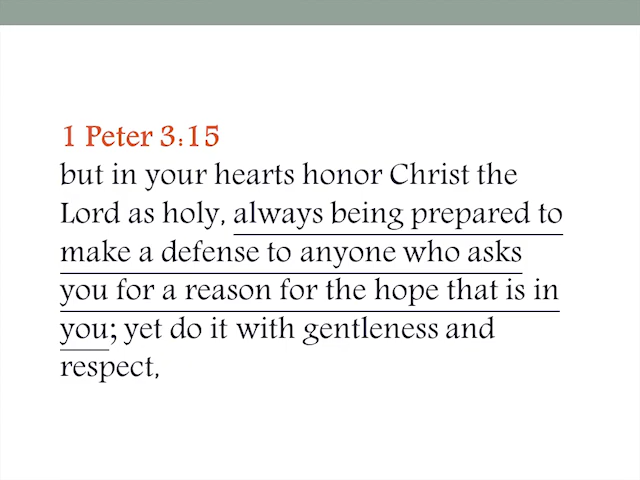 1 Peter 3:15
but in your hearts honor Christ the
Lord as holy, always being prepared to
make a defense to anyone who asks
you for a reason for the hope that is in
you; yet do it with gentleness and
respect,